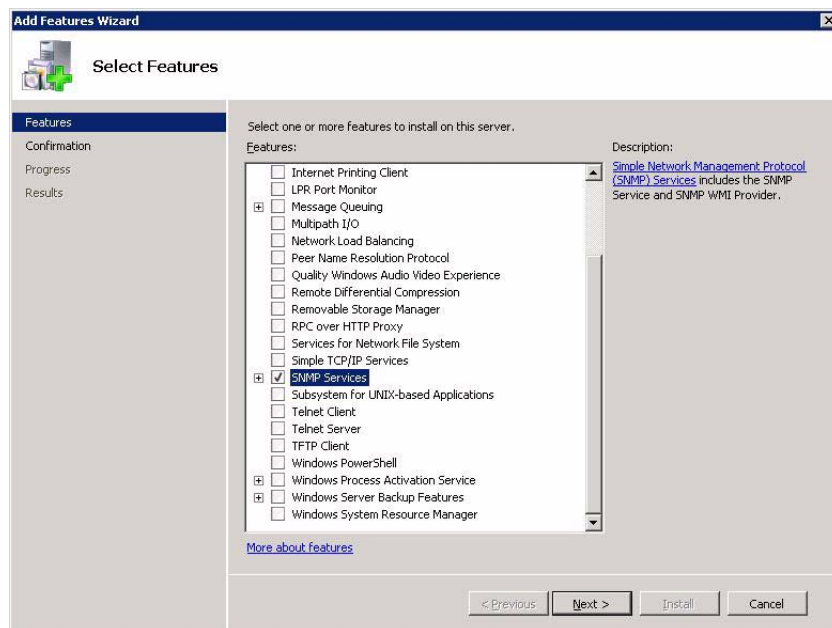 Add Features Wizard
Select Features
Features
Confirmation
Progress
Results
Select one or more features to install on this server.
Features:
Internet Printing Client
LPR Port Monitor
Message Queuing
Multipath I/O
Network Load Balancing
Peer Name Resolution Protocol
Quality Windows Audio Video Experience
Remote Differential Compression
Removable Storage Manager
RPC over HTTP Proxy
Services for Network File System
Simple TCP/IP Services
SNMP Services
Subsystem for UNIX-based Applications
Telnet Client
Telnet Server
TFTP Client
Windows PowerShell
Windows Process Activation Service
Windows Server Backup Features
Windows System Resource Manager
More about features
Description:
Simple Network Management Protocol
(SNMP) Services includes the SNMP
Service and SNMP WMI Provider.
< Previous
Next >
Install
Cancel